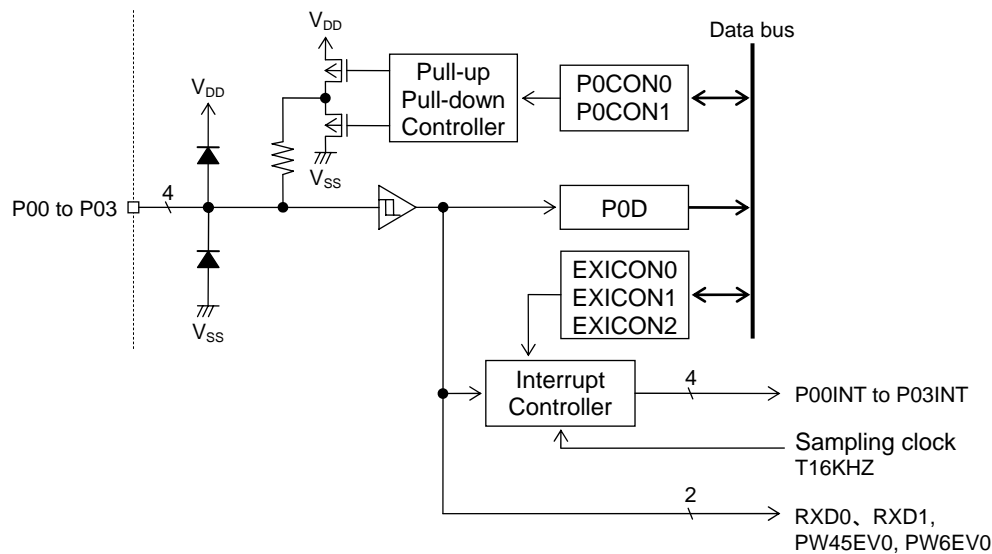 VDD
Data bus
Pull-up
Pull-down
Controller
P0CON0
P0CON1
VDD
VSS
4
P00 to P03
P0D
EXICON0
EXICON1
EXICON2
VSS
Interrupt
Controller
4
P00INT to P03INT
Sampling clock
T16KHZ
2
RXD0、RXD1,
PW45EV0, PW6EV0